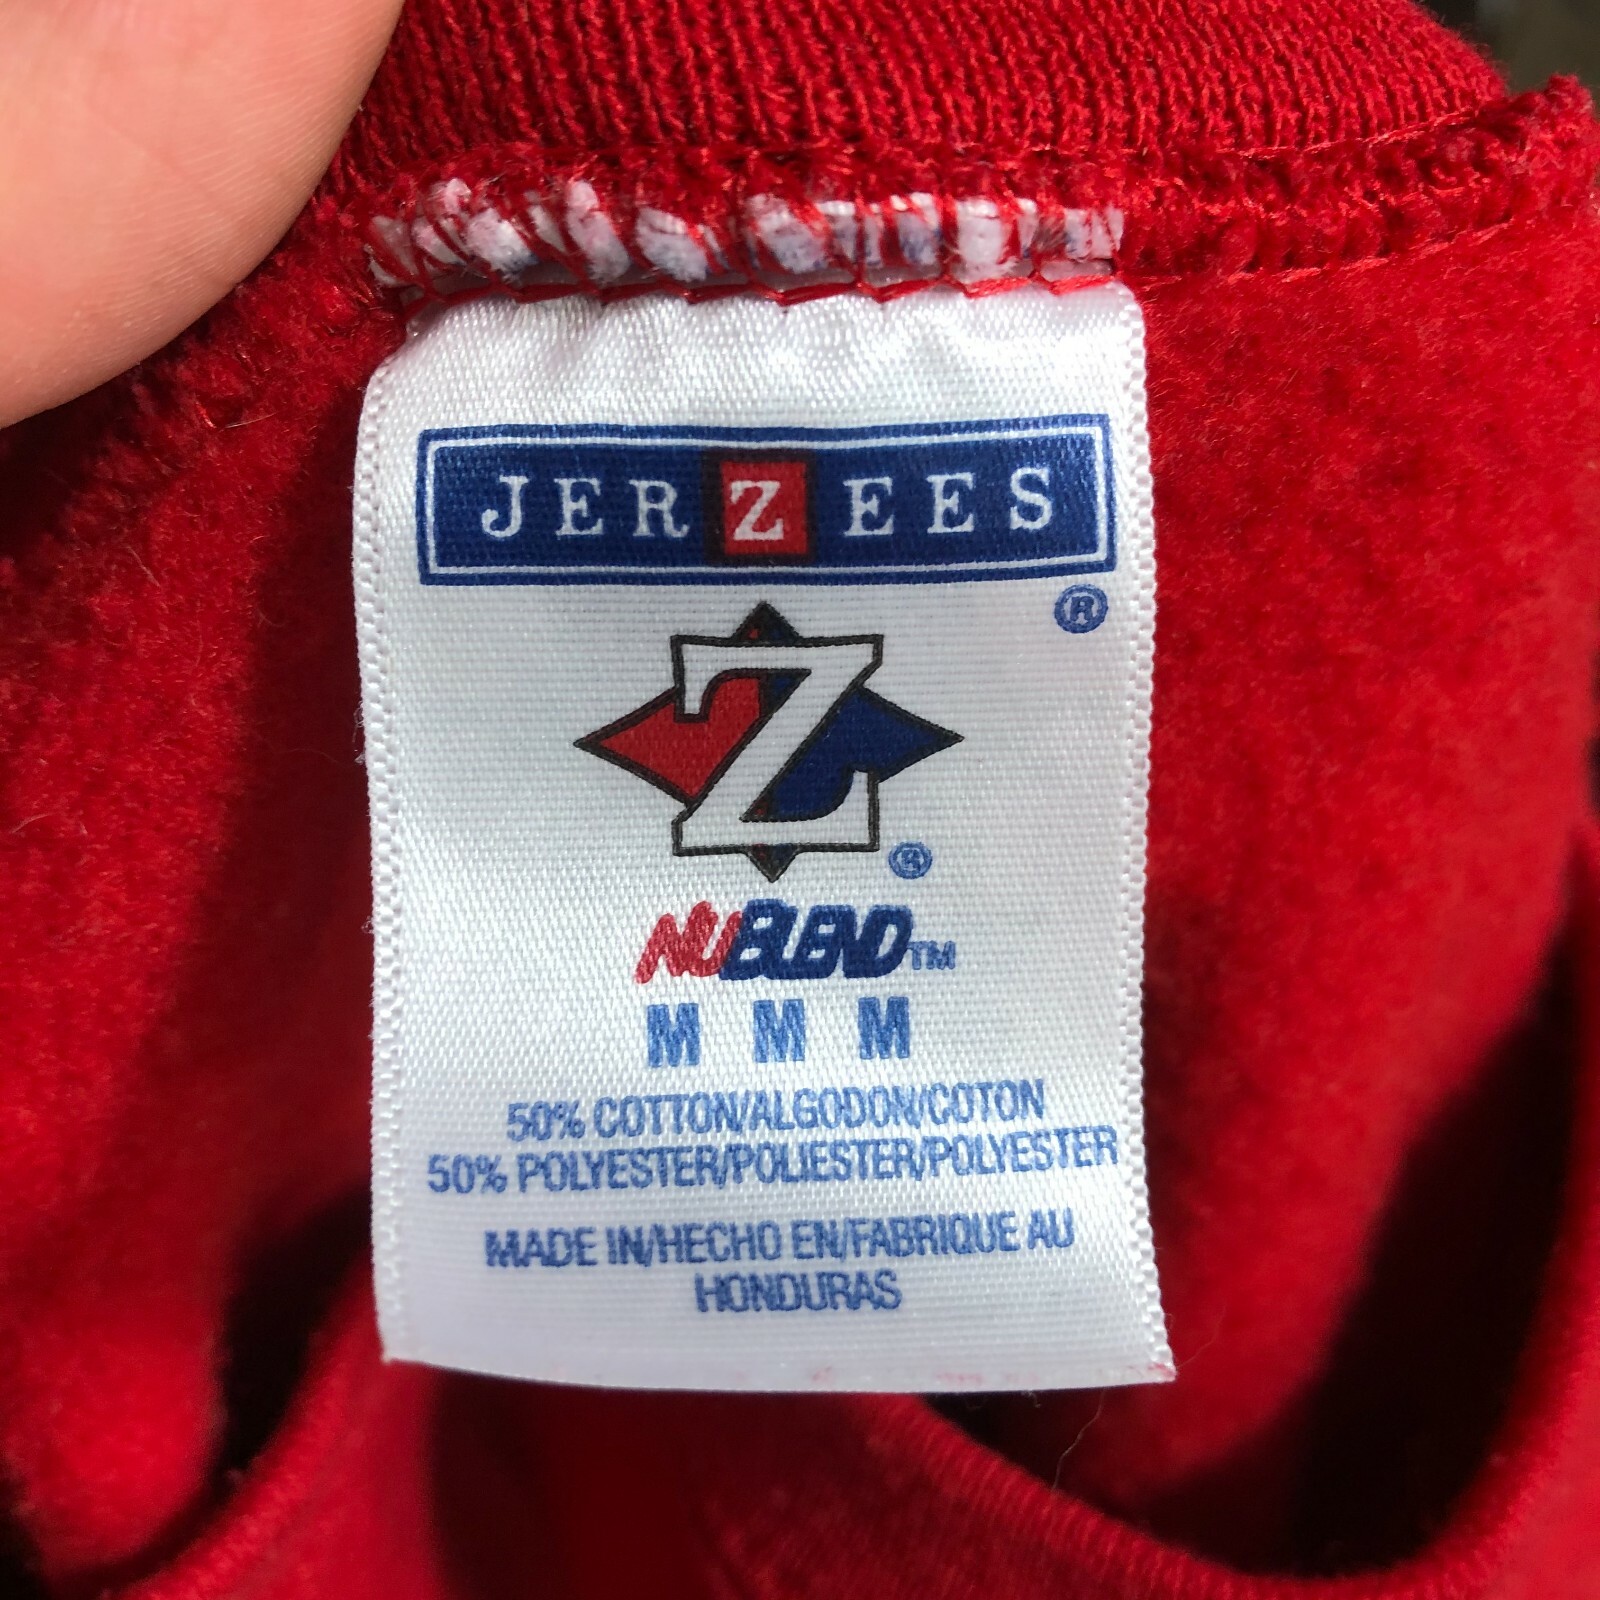 JERZEES
®
Z
®
NUBLEND™
M M M
50% COTTON/ALGODON/COTON
50% POLYESTER/POLIESTER/POLYESTER
MADE IN/HECHO EN/FABRIQUE AU
HONDURAS